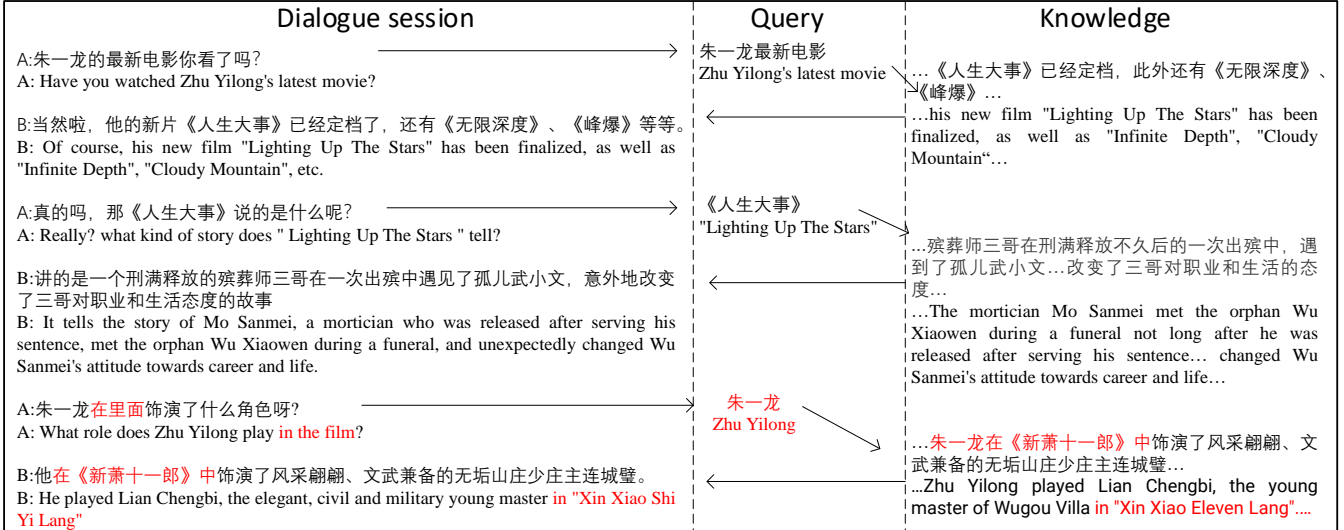 Dialogue session
A:朱一龙的最新电影你看了吗?
A: Have you watched Zhu Yilong's latest movie?
B:当然啦，他的新片《人生大事》已经定档了，还有《无限深度》、《峰爆》等等。
B: Of course, his new film "Lighting Up The Stars" has been finalized, as well as
"Infinite Depth", "Cloudy Mountain", etc.
A:真的吗，那《人生大事》说的是什么呢?
A: Really? what kind of story does " Lighting Up The Stars " tell?
B:讲的是一个刑满释放的殡葬师三哥在一次出殡中遇见了孤儿武小文，意外地改变
了三哥对职业和生活态度的故事
B: It tells the story of Mo Sanmei, a mortician who was released after serving his
sentence, met the orphan Wu Xiaowen during a funeral, and unexpectedly changed Wu
Sanmei's attitude towards career and life.
A:朱一龙在里面饰演了什么角色呀?
A: What role does Zhu Yilong play in the film?
B:他在《新萧十一郎》中饰演了风采翩翩、文武兼备的无垢山庄少庄主连城璧。
B: He played Lian Chengbi, the elegant, civil and military young master in "Xin Xiao Shi
Yi Lang"
Query
朱一龙最新电影
Zhu Yilong's latest movie
《人生大事》
"Lighting Up The Stars"
朱一龙
Zhu Yilong
Knowledge
…《人生大事》已经定档，此外还有《无限深度》、
《峰爆》…
…his new film "Lighting Up The Stars" has been
finalized, as well as "Infinite Depth", "Cloudy
Mountain“…
...殡葬师三哥在刑满释放不久后的一次出殡中，遇
到了孤儿武小文…改变了三哥对职业和生活的态
度…
…The mortician Mo Sanmei met the orphan Wu
Xiaowen during a funeral not long after he was
released after serving his sentence… changed Wu
Sanmei's attitude towards career and life…
…朱一龙在《新萧十一郎》中饰演了风采翩翩、文
武兼备的无垢山庄少庄主连城璧…
…Zhu Yilong played Lian Chengbi, the young
master of Wugou Villa in "Xin Xiao Eleven Lang"....